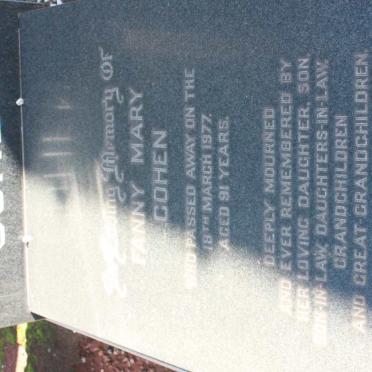 In Loving Memory Of
FANNY MARY
COHEN
WHO PASSED AWAY ON THE
18TH MARCH 1977.
AGED 91 YEARS.
DEEPLY MOURNED
AND EVER REMEMBERED BY
HER LOVING DAUGHTER, SON,
SON-IN-LAW, DAUGHTERS-IN-LAW,
GRANDCHILDREN
AND GREAT GRANDCHILDREN.